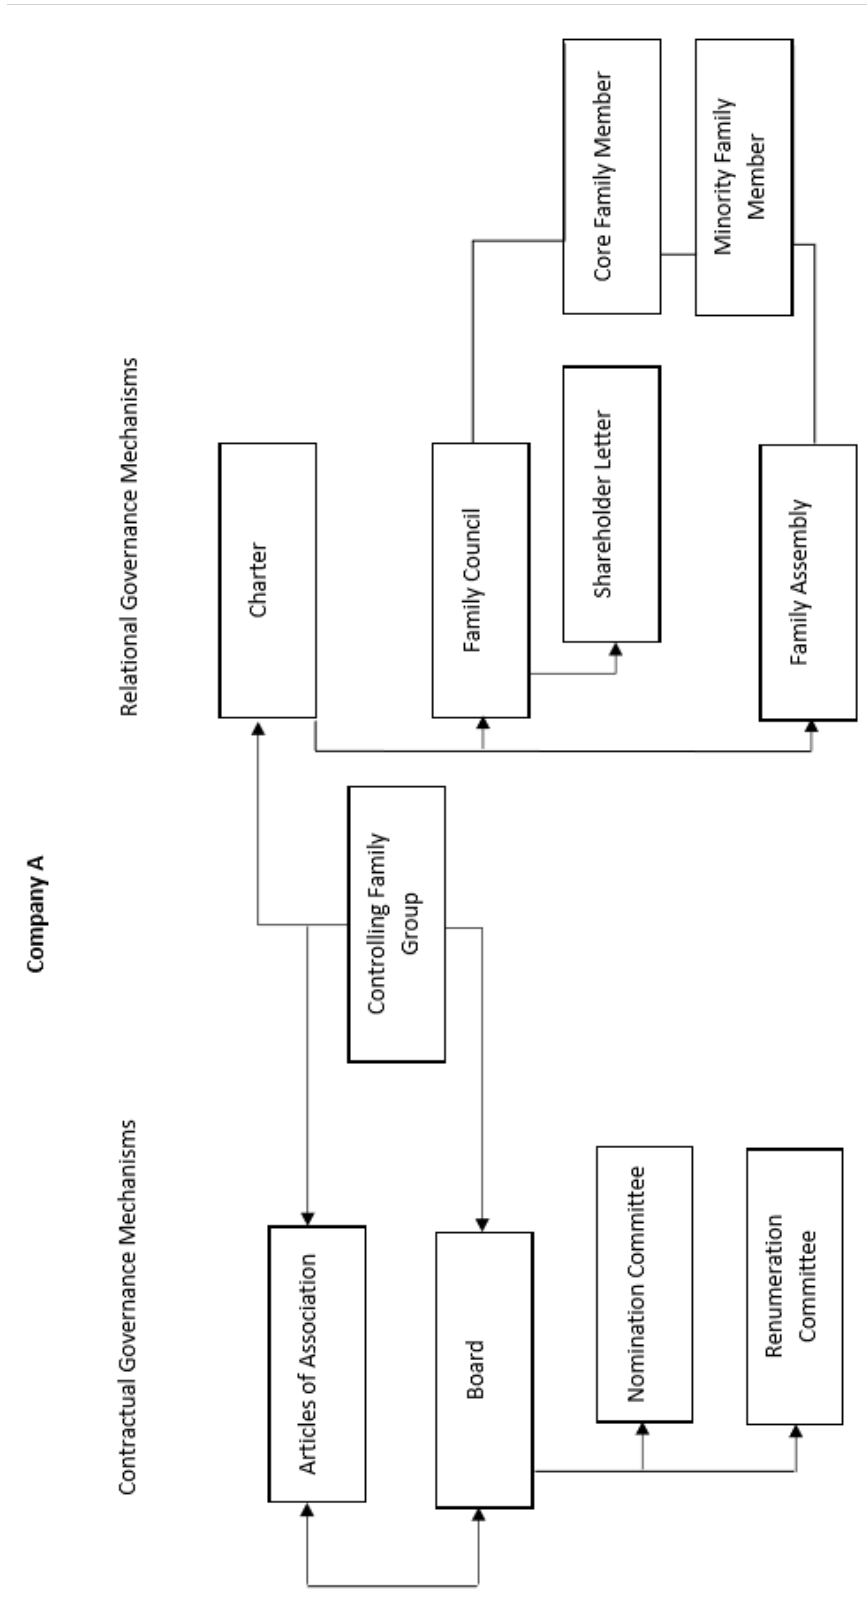 Company A
Contractual Governance Mechanisms
Relational Governance Mechanisms
Articles of Association
Controlling Family
Group
Charter
Board
Family Council
Nomination Committee
Shareholder Letter
Core Family Member
Renumeration
Committee
Family Assembly
Minority Family
Member